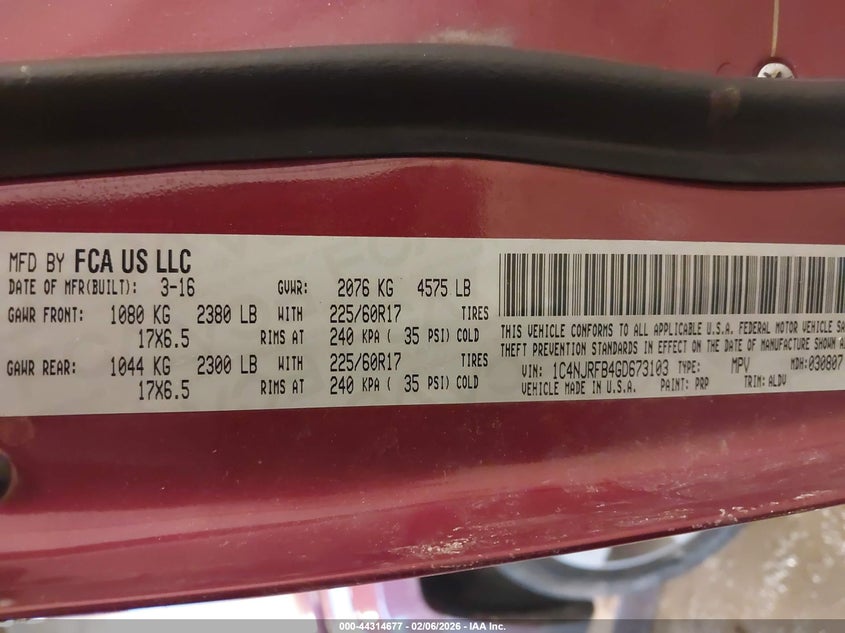 MFD BY FCA US LLC
DATE OF MFR(BUILT): 3-16 GVWR: 2076 KG 4575 LB
GAWR FRONT: 1080 KG 2380 LB WITH 225/60R17 TIRES
17X6.5 RIMS AT 240 KPA ( 35 PSI) COLD
GAWR REAR: 1044 KG 2300 LB WITH 225/60R17 TIRES
17X6.5 RIMS AT 240 KPA ( 35 PSI) COLD
THIS VEHICLE CONFORMS TO ALL APPLICABLE U.S.A. FEDERAL MOTOR VEHICLE SA
THEFT PREVENTION STANDARDS IN EFFECT ON THE DATE OF MANUFACTURE
VIN: 1C4NJRFB4GD673103 TYPE: MPV MDH:030807
VEHICLE MADE IN U.S.A. PAINT: PRP TRIM: ALDV
000-44314677 - 02/06/2026 - IAA Inc.